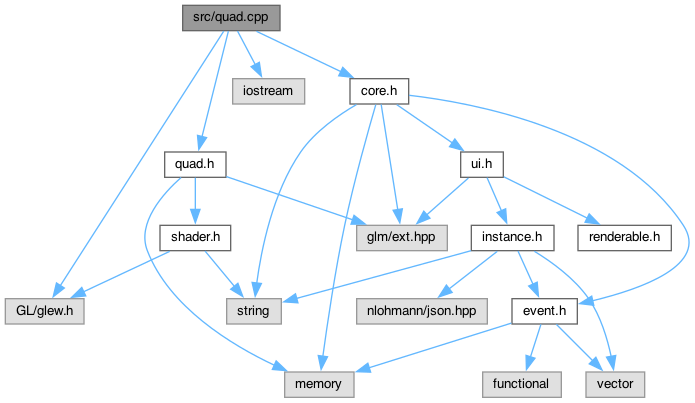 src/quad.cpp
iostream
core.h
quad.h
ui.h
shader.h
glm/ext.hpp
instance.h
renderable.h
GL/glew.h
string
nlohmann/json.hpp
event.h
memory
functional
vector